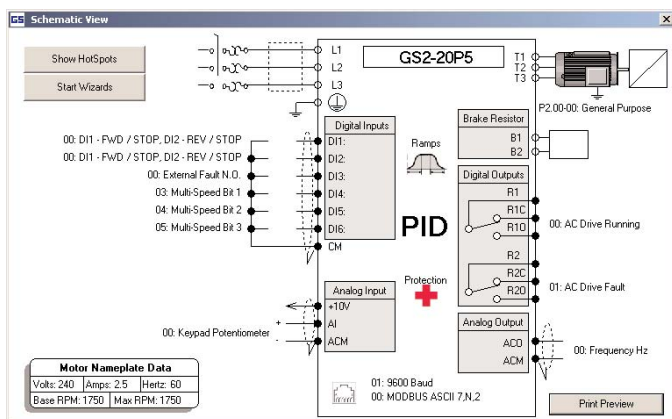 GS Schematic View
Show HotSpots
Start Wizards
L1
L2
L3
GS2-20P5
T1
T2
T3
P2.00-00: General Purpose
Digital Inputs
00: DI1 - FWD / STOP, DI2 - REV / STOP
DI1:
00: DI1 - FWD / STOP, DI2 - REV / STOP
DI2:
00: External Fault N.O.
DI3:
03: Multi-Speed Bit 1
DI4:
04: Multi-Speed Bit 2
DI5:
05: Multi-Speed Bit 3
DI6:
CM
Ramps
PID
Protection
Brake Resistor
B1
B2
Digital Outputs
R1
R1C
R1O
00: AC Drive Running
R2
R2C
R2O
01: AC Drive Fault
Analog Input
+10V
+ AI
00: Keypad Potentiometer
- ACM
Analog Output
ACO
ACM
00: Frequency Hz
Motor Nameplate Data
Volts: 240 Amps: 2.5 Hertz: 60
Base RPM: 1750 Max RPM: 1750
01: 9600 Baud
00: MODBUS ASCII 7,N,2
Print Preview